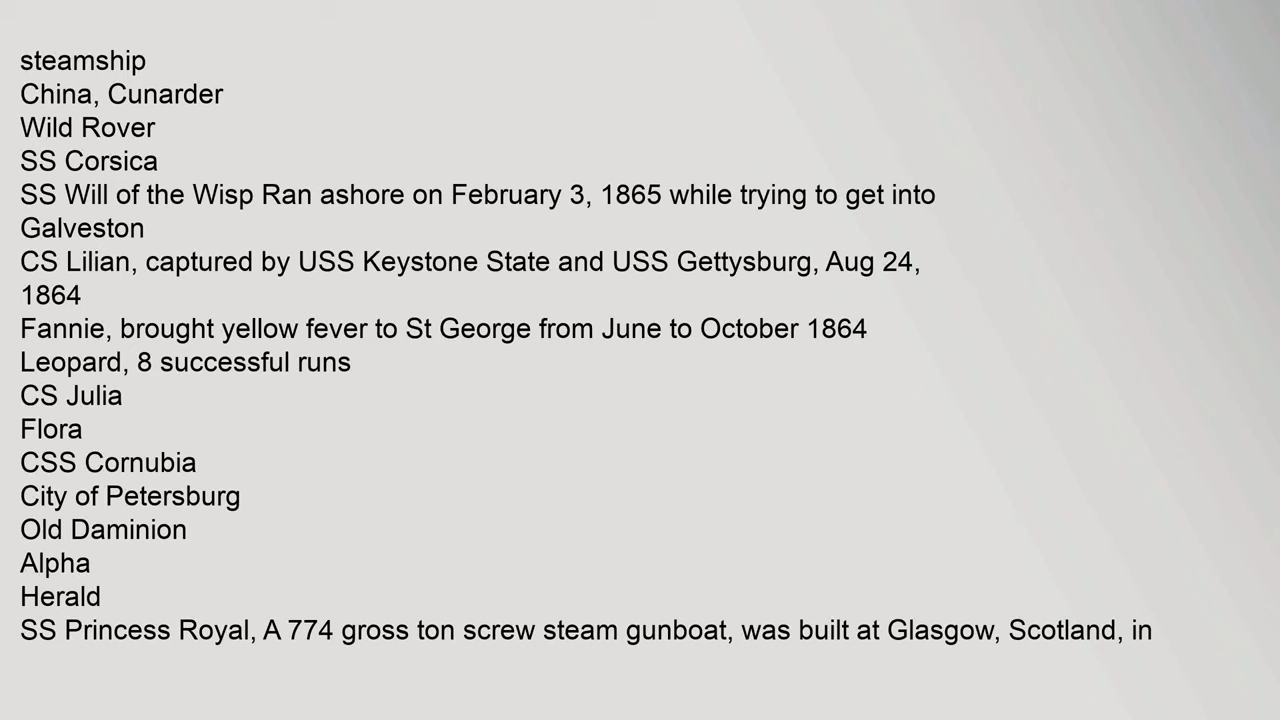 steamship
China, Cunarder
Wild Rover
SS Corsica
SS Will of the Wisp Ran ashore on February 3, 1865 while trying to get into
Galveston
CS Lilian, captured by USS Keystone State and USS Gettysburg, Aug 24,
1864
Fannie, brought yellow fever to St George from June to October 1864
Leopard, 8 successful runs
CS Julia
Flora
CSS Cornubia
City of Petersburg
Old Daminion
Alpha
Herald
SS Princess Royal, A 774 gross ton screw steam gunboat, was built at Glasgow, Scotland, in